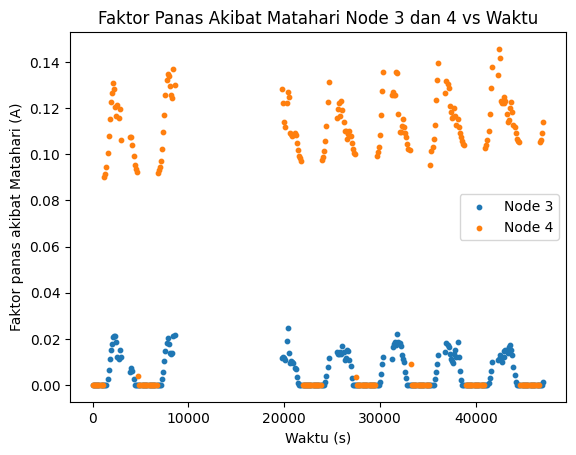 Faktor Panas Akibat Matahari Node 3 dan 4 vs Waktu
Faktor panas akibat Matahari (A)
0.14
0.12
0.10
0.08
0.06
0.04
0.02
0.00
Node 3
Node 4
0
10000
20000
30000
40000
Waktu (s)